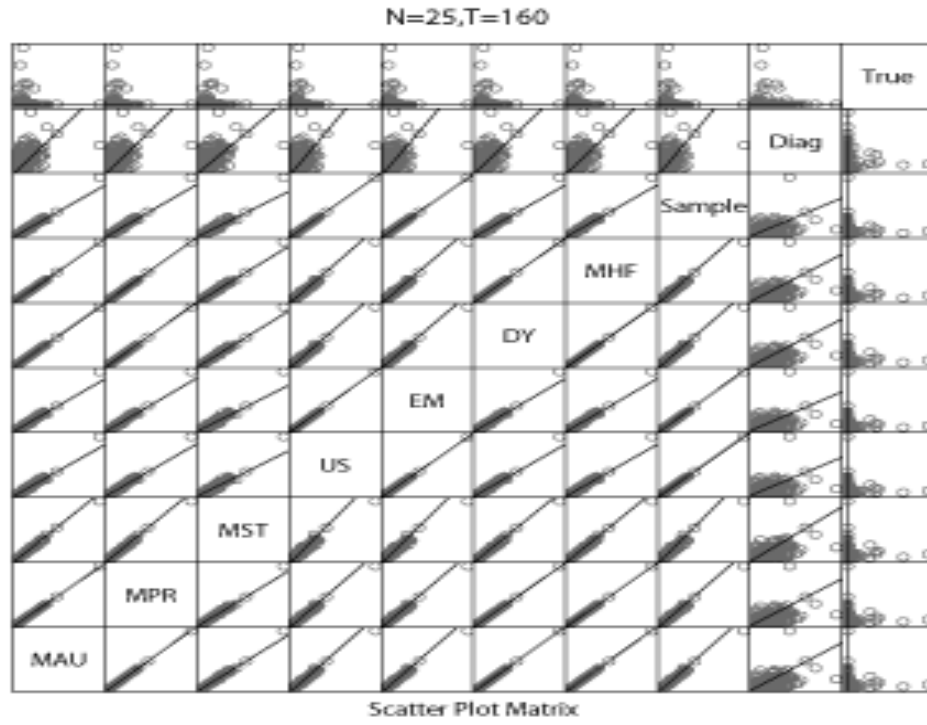 N=25,T=160
True
Diag
Sample
MHF
DY
EM
US
MST
MPR
MAU
Scatter Plot Matrix